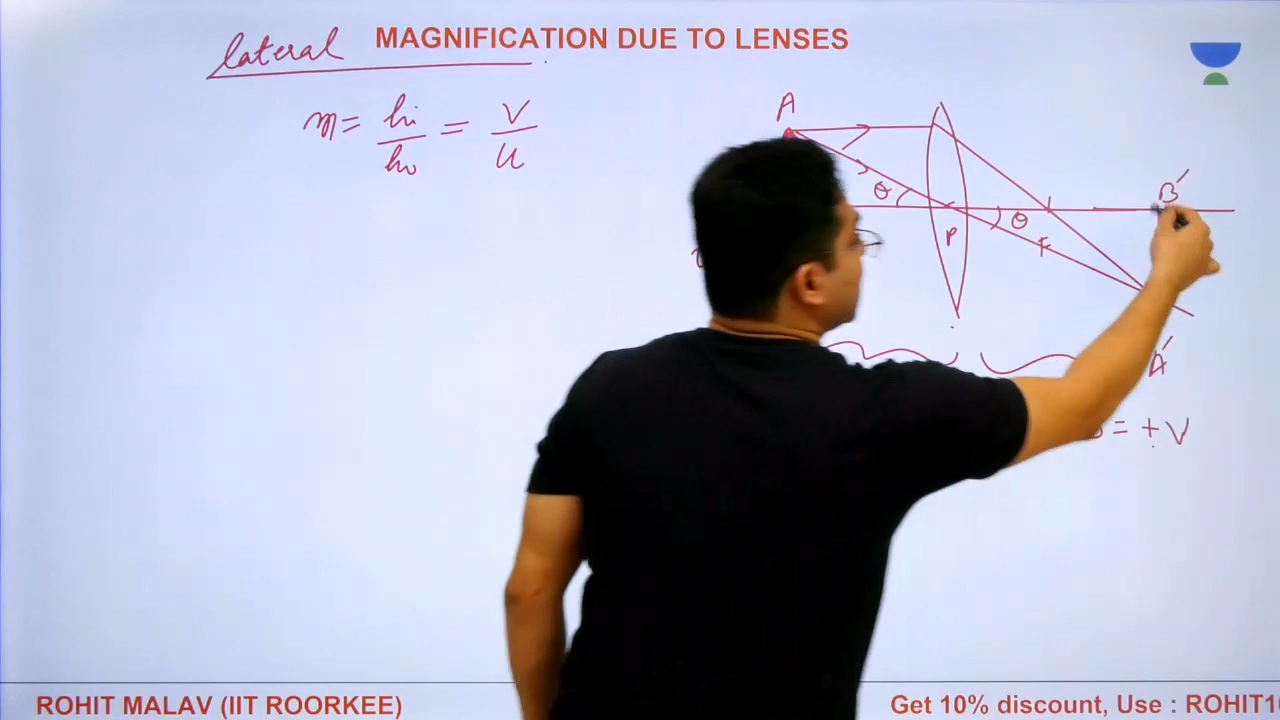 lateral MAGNIFICATION DUE TO LENSES
m = hi/ho = v/u
A
θ
θ
P
B′
A′
= + V
ROHIT MALAV (IIT ROORKEE)
Get 10% discount, Use : ROHIT1